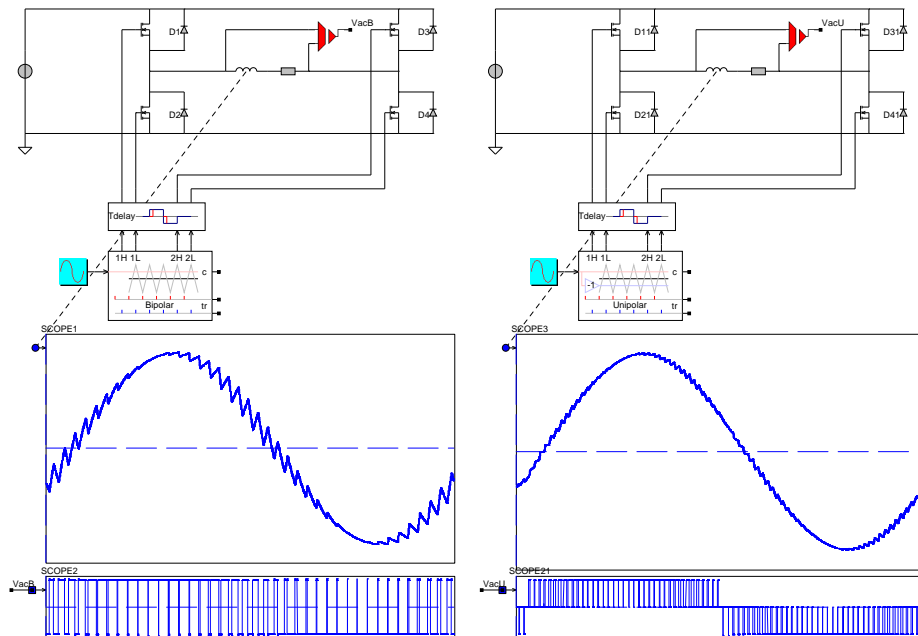 VacB
D1
D3
D2
D4
Tdelay
1H 1L 2H 2L
c
Bipolar
tr
SCOPE1
SCOPE2
VacB
VacU
D11
D31
D21
D41
Tdelay
1H 1L 2H 2L
c
-1
Unipolar
tr
SCOPE3
SCOPE21
VacU